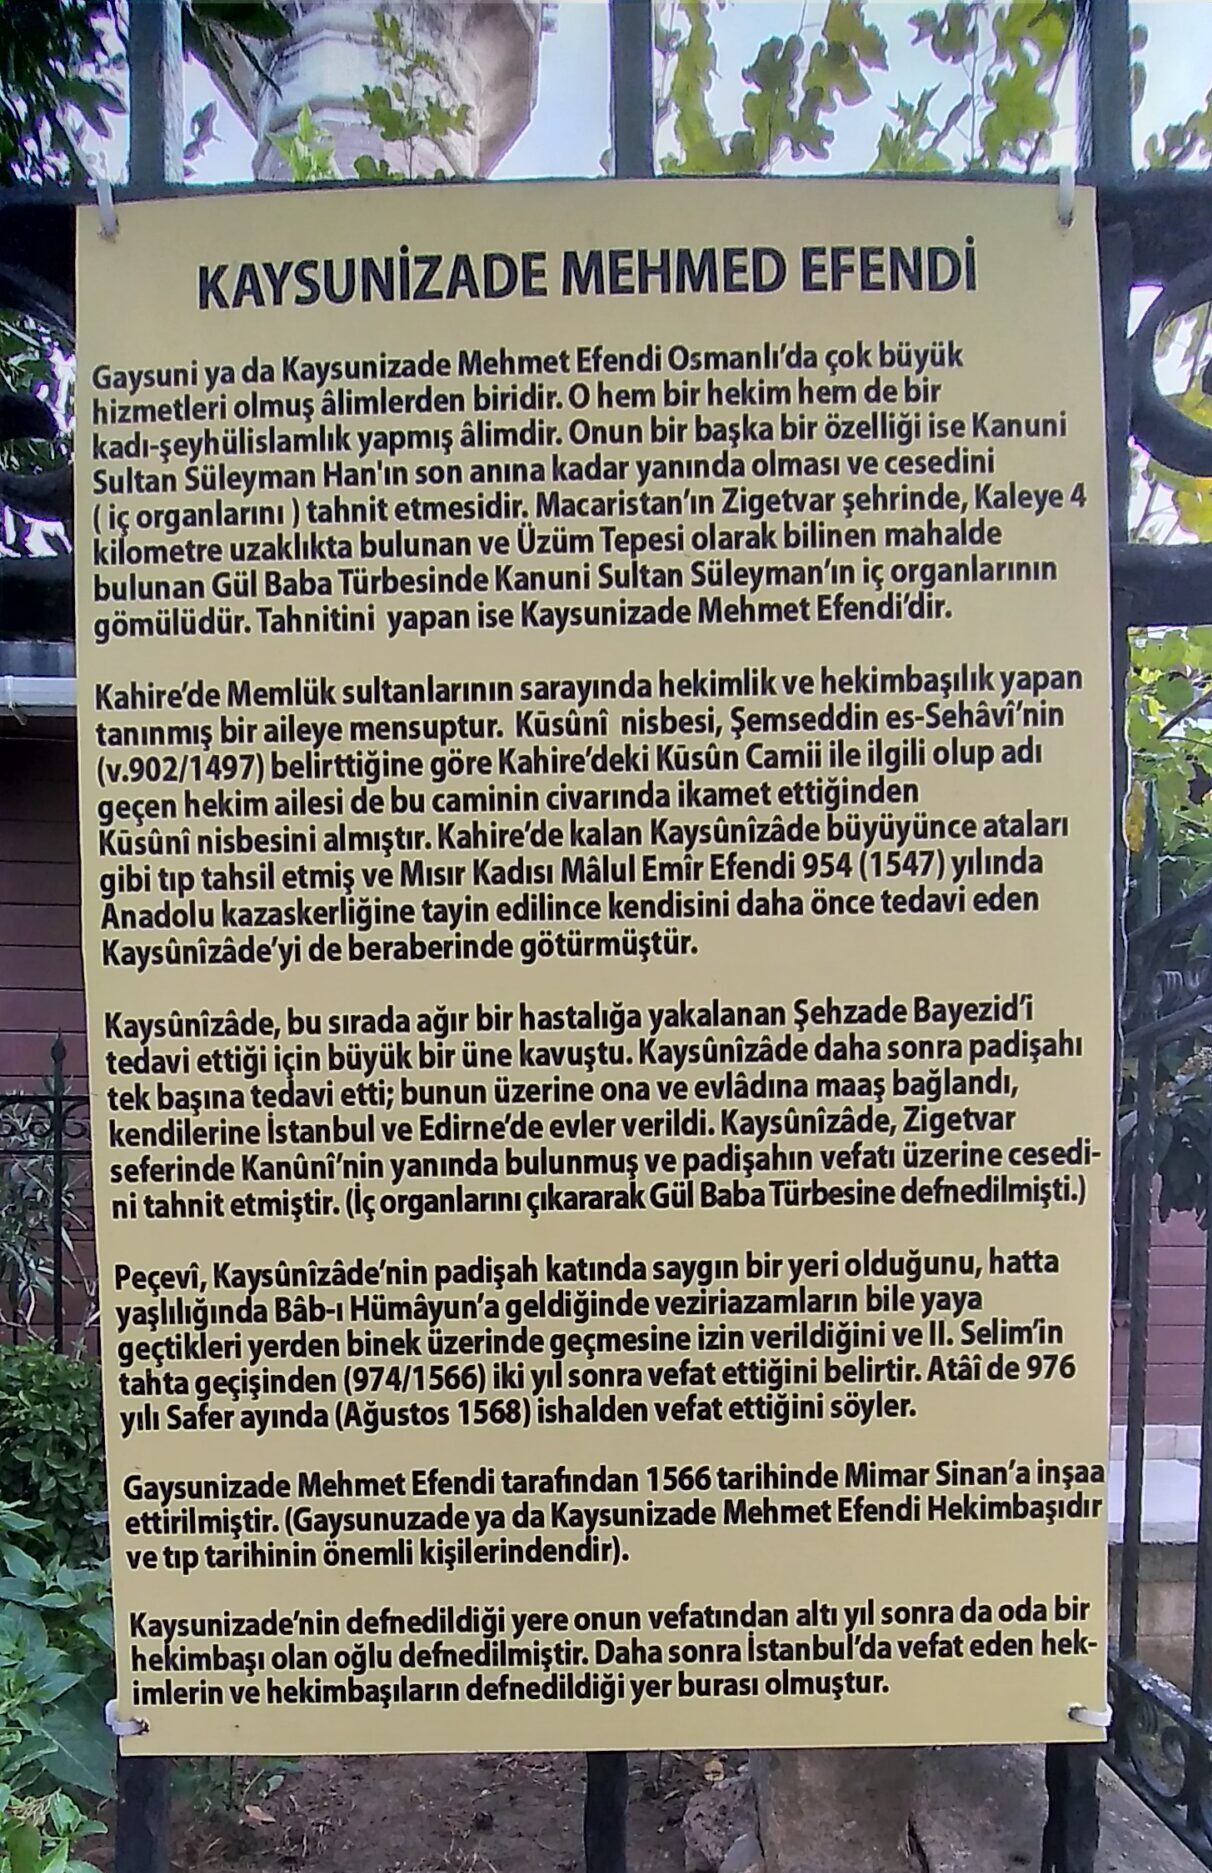 KAYSUNİZADE MEHMED EFENDİ
Gaysuni ya da Kaysunizade Mehmet Efendi Osmanlı’da çok büyük
hizmetleri olmuş âlimlerden biridir. O hem bir hekim hem de bir
kadı-şeyhülislamlık yapmış âlimdir. Onun bir başka bir özelliği ise Kanuni
Sultan Süleyman Han'ın son anına kadar yanında olması ve cesedini
( iç organlarını ) tahnit etmesidir. Macaristan’ın Zigetvar şehrinde, Kaleye 4
kilometre uzaklıkta bulunan ve Üzüm Tepesi olarak bilinen mahalde
bulunan Gül Baba Türbesinde Kanuni Sultan Süleyman’ın iç organlarının
gömülüdür. Tahnitini yapan ise Kaysunizade Mehmet Efendi’dir.
Kahire’de Memlük sultanlarının sarayında hekimlik ve hekimbaşılık yapan
tanınmış bir aileye mensuptur. Kūsûnî nisbesi, Şemseddin es-Sehâvî’nin
(v.902/1497) belirttiğine göre Kahire’deki Kūsûn Camii ile ilgili olup adı
geçen hekim ailesi de bu caminin civarında ikamet ettiğinden
Kūsûnî nisbesini almıştır. Kahire’de kalan Kaysûnîzâde büyüyünce ataları
gibi tıp tahsil etmiş ve Mısır Kadısı Mâlul Emîr Efendi 954 (1547) yılında
Anadolu kazaskerliğine tayin edilince kendisini daha önce tedavi eden
Kaysûnîzâde’yi de beraberinde götürmüştür.
Kaysûnîzâde, bu sırada ağır bir hastalığa yakalanan Şehzade Bayezid’i
tedavi ettiği için büyük bir üne kavuştu. Kaysûnîzâde daha sonra padişahı
tek başına tedavi etti; bunun üzerine ona ve evlâdına maaş bağlandı,
kendilerine İstanbul ve Edirne’de evler verildi. Kaysûnîzâde, Zigetvar
seferinde Kanûnî’nin yanında bulunmuş ve padişahın vefatı üzerine cesedi-
ni tahnit etmiştir. (İç organlarını çıkararak Gül Baba Türbesine defnedilmişti.)
Peçevî, Kaysûnîzâde’nin padişah katında saygın bir yeri olduğunu, hatta
yaşlılığında Bâb-ı Hümâyun’a geldiğinde veziriazamların bile yaya
geçtikleri yerden binek üzerinde geçmesine izin verildiğini ve II. Selim’in
tahta geçişinden (974/1566) iki yıl sonra vefat ettiğini belirtir. Atâî de 976
yılı Safer ayında (Ağustos 1568) ishalden vefat ettiğini söyler.
Gaysunizade Mehmet Efendi tarafından 1566 tarihinde Mimar Sinan’a inşaa
ettirilmiştir. (Gaysunuzade ya da Kaysunizade Mehmet Efendi Hekimbaşıdır
ve tıp tarihinin önemli kişilerindendir).
Kaysunizade’nin defnedildiği yere onun vefatından altı yıl sonra da oda bir
hekimbaşı olan oğlu defnedilmiştir. Daha sonra İstanbul’da vefat eden hek-
imlerin ve hekimbaşıların defnedildiği yer burası olmuştur.